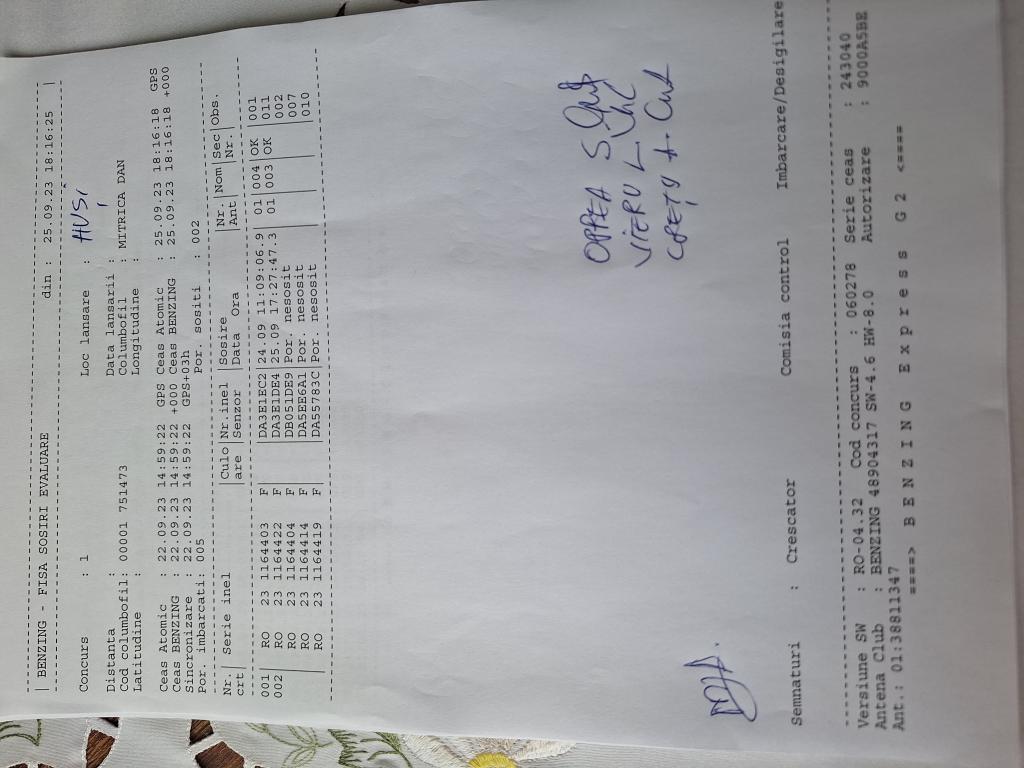 | BENZING - FISA SOSIRI EVALUARE din : 25.09.23 18:16:25 |
Concurs : 1 Loc lansare : HUSI
Distanta : Data lansarii :
Cod columbofil: 00001 751473 Columbofil : MITRICA DAN
Latitudine : Longitudine :
Ceas Atomic : 22.09.23 14:59:22 GPS Ceas Atomic : 25.09.23 18:16:18 GPS
Ceas BENZING : 22.09.23 14:59:22 +000 Ceas BENZING : 25.09.23 18:16:18 +000
Sincronizare : 22.09.23 14:59:22 GPS+03h
Por. imbarcati: 005 Por. sositi : 002
Nr.| Serie inel |Culo|Nr.inel |Sosire |Nr. |Nom|Sec|Obs.
crt| |are |Senzor |Data Ora |Ant | |Nr.|
001 | RO 23 1164403 F | |DA3E1EC2|24.09 11:09:06.9 01|004|OK |001
002 | RO 23 1164422 F | |DA3E1DE4|25.09 17:27:47.3 01|003|OK |011
| RO 23 1164404 F | |DB051DE9|Por. nesosit | | |002
| RO 23 1164414 F | |DA5EE6A1|Por. nesosit | | |007
| RO 23 1164419 F | |DA55783C|Por. nesosit | | |010
OPREA S.
VIERU L
CREȚU A.
Semnaturi : Crescator Comisia control Imbarcare/Desigilare
Versiune SW : RO-04.32 Cod concurs : 060278 Serie ceas : 243040
Antena Club : BENZING 48904317 SW-4.6 HW-8.0 Autorizare : 9000A5BE
Ant.: 01:38811347
====> B E N Z I N G E x p r e s s G 2 <====